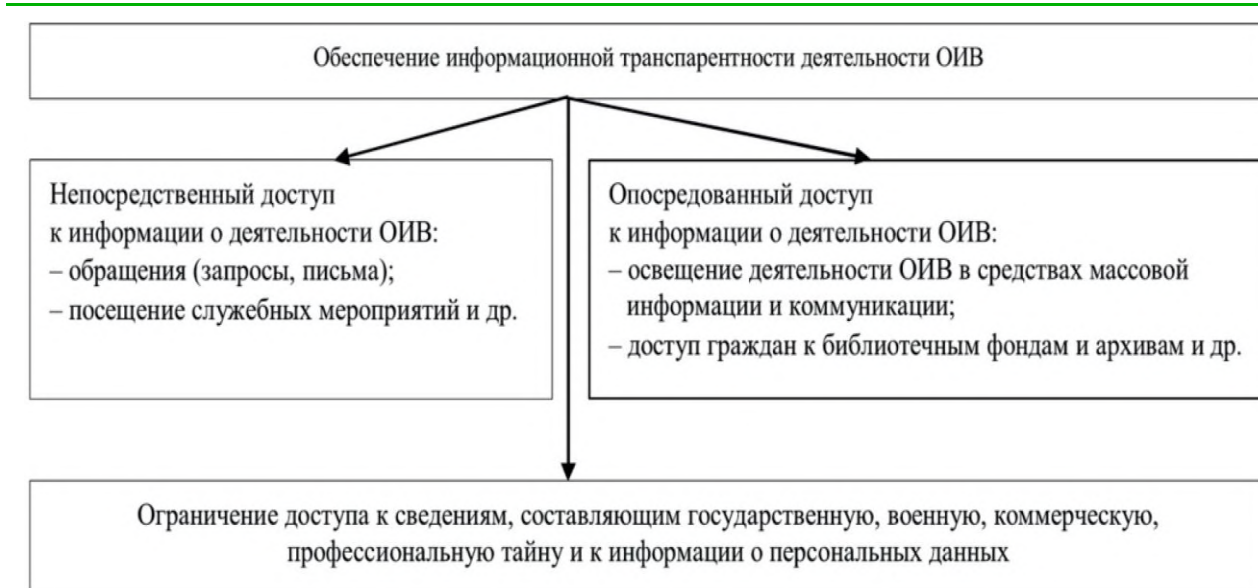 Обеспечение информационной транспарентности деятельности ОИВ
Непосредственный доступ
к информации о деятельности ОИВ:
– обращения (запросы, письма);
– посещение служебных мероприятий и др.
Опосредованный доступ
к информации о деятельности ОИВ:
– освещение деятельности ОИВ в средствах массовой
информации и коммуникации;
– доступ граждан к библиотечным фондам и архивам и др.
Ограничение доступа к сведениям, составляющим государственную, военную, коммерческую,
профессиональную тайну и к информации о персональных данных